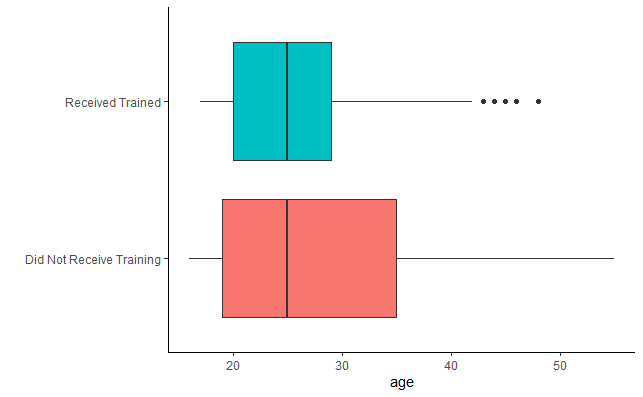 Received Trained
Did Not Receive Training
20 30 40 50
age